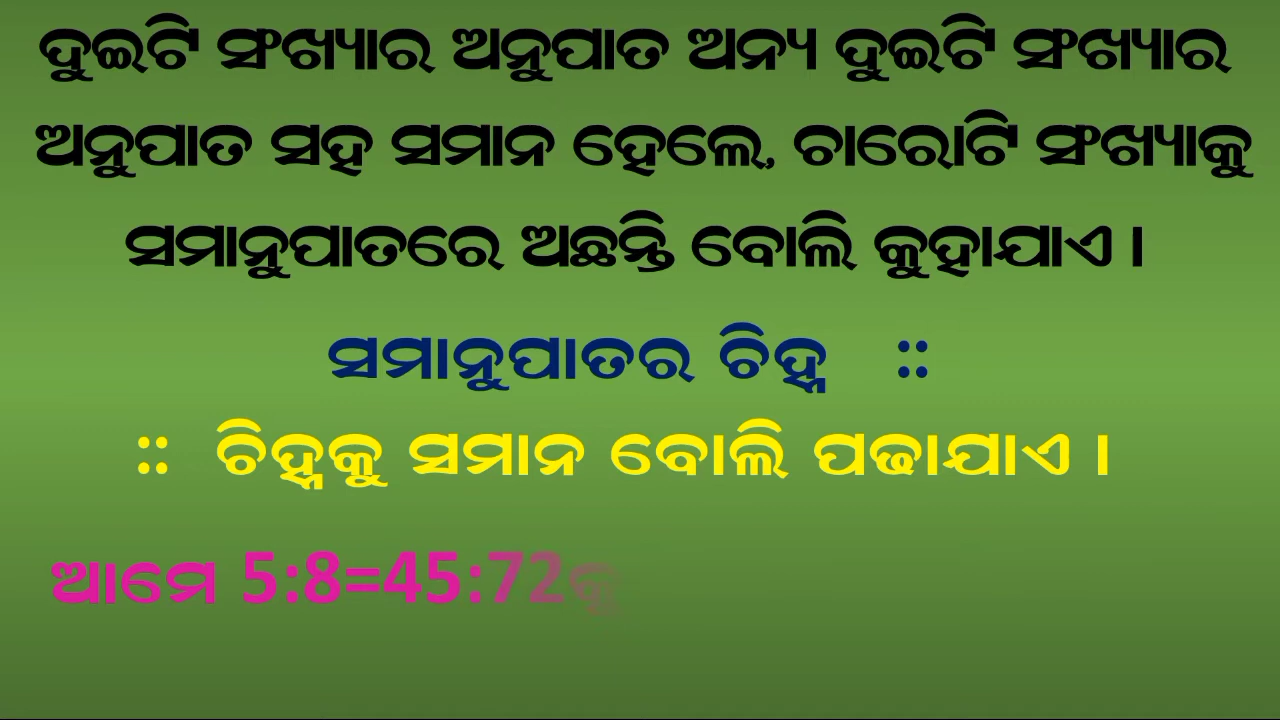 ଦୁଇଟି ସଂଖ୍ୟାର ଅନୁପାତ ଅନ୍ୟ ଦୁଇଟି ସଂଖ୍ୟାର
ଅନୁପାତ ସହ ସମାନ ହେଲେ, ଚାରୋଟି ସଂଖ୍ୟାକୁ
ସମାନୁପାତରେ ଅଛନ୍ତି ବୋଲି କୁହାଯାଏ ।
ସମାନୁପାତର ଚିହ୍ନ ::
:: ଚିହ୍ନକୁ ସମାନ ବୋଲି ପଢାଯାଏ ।
ଆମେ 5:8=45:72କୁ